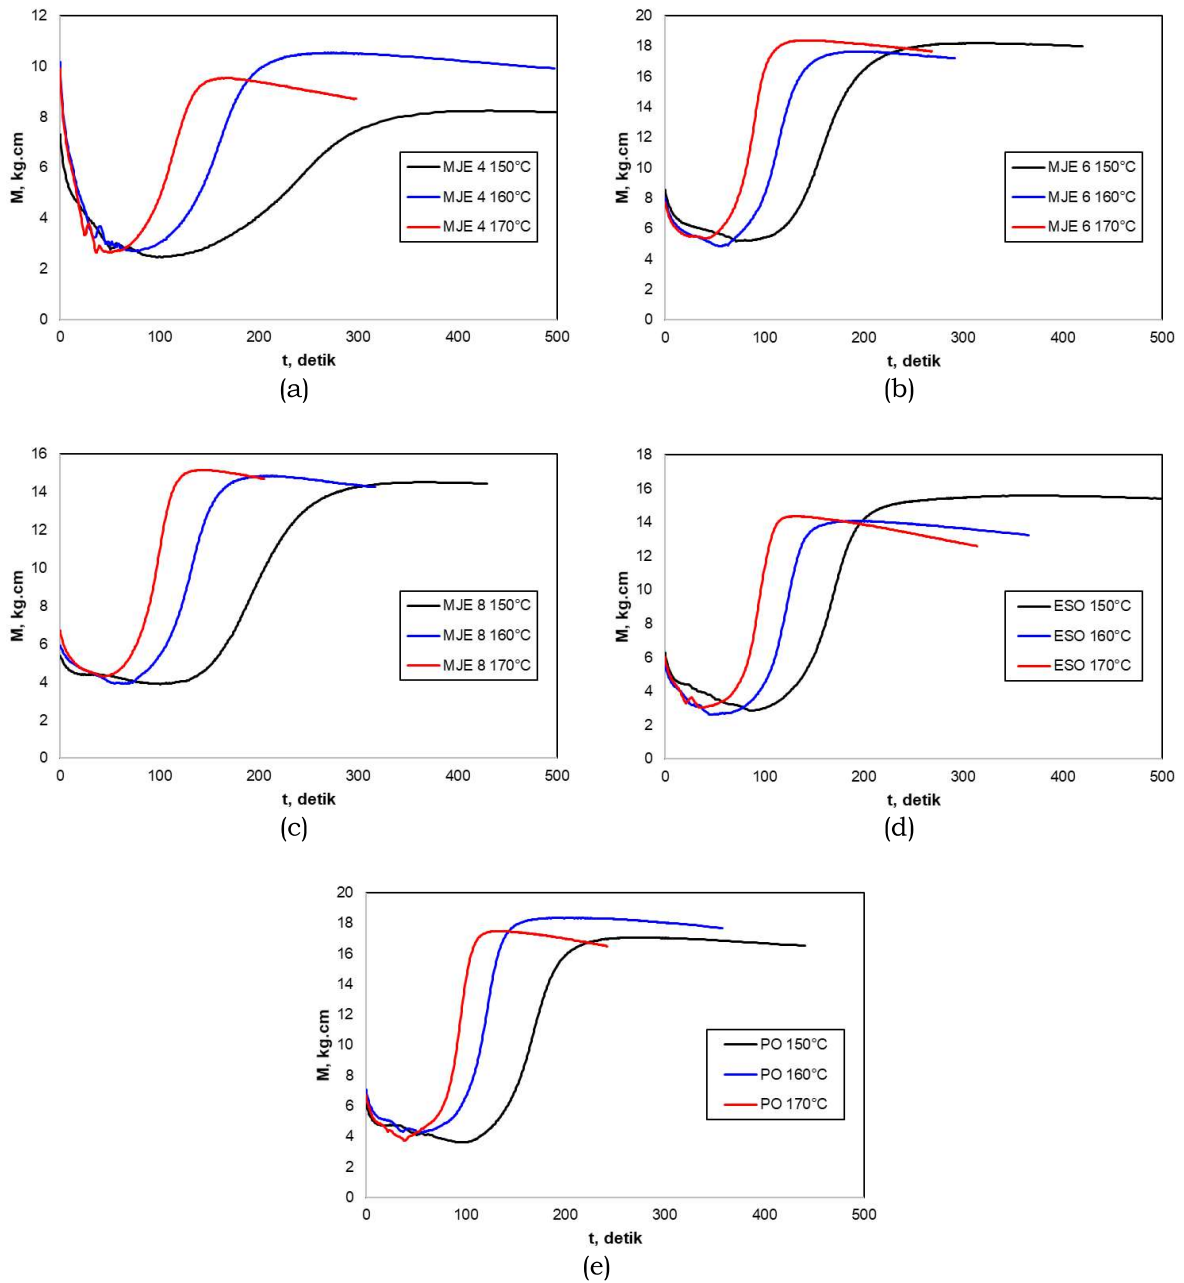 12
10
8
6
4
2
0
M, kg.cm
MJE 4 150°C
MJE 4 160°C
MJE 4 170°C
0 100 200 300 400 500
t, detik
(a)
20
18
16
14
12
10
8
6
4
2
0
M, kg.cm
MJE 6 150°C
MJE 6 160°C
MJE 6 170°C
0 100 200 300 400 500
t, detik
(b)
16
14
12
10
8
6
4
2
0
M, kg.cm
MJE 8 150°C
MJE 8 160°C
MJE 8 170°C
0 100 200 300 400 500
t, detik
(c)
18
16
14
12
10
8
6
4
2
0
M, kg.cm
ESO 150°C
ESO 160°C
ESO 170°C
0 100 200 300 400 500
t, detik
(d)
20
18
16
14
12
10
8
6
4
2
0
M, kg.cm
PO 150°C
PO 160°C
PO 170°C
0 100 200 300 400 500
t, detik
(e)